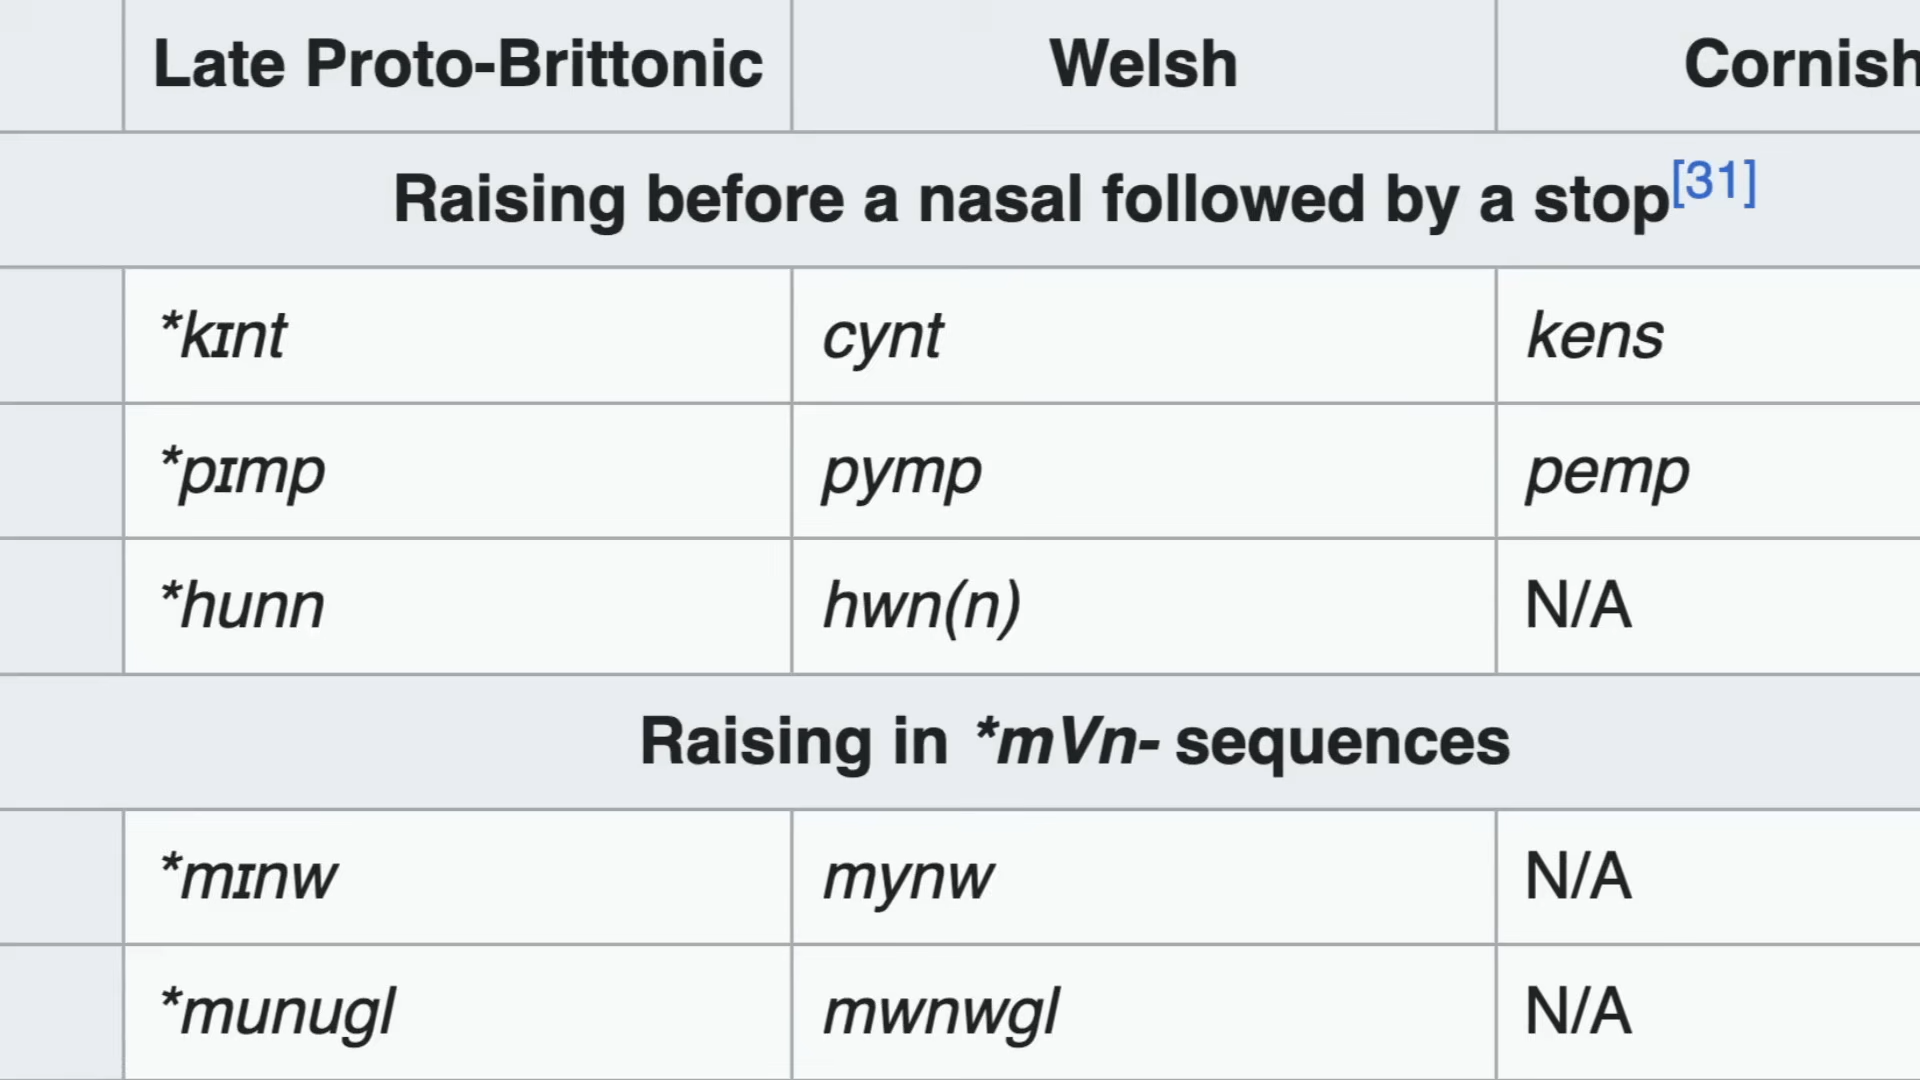 Late Proto-Brittonic Welsh Cornish
Raising before a nasal followed by a stop[31]
*kɪnt cynt kens
*pɪmp pymp pemp
*hunn hwn(n) N/A
Raising in *mVn- sequences
*mɪnw mynw N/A
*munugl mwnwgl N/A